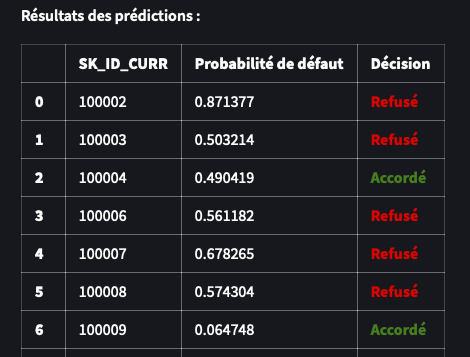 Résultats des prédictions :
SK_ID_CURR Probabilité de défaut Décision
0 100002 0.871377 Refusé
1 100003 0.503214 Refusé
2 100004 0.490419 Accordé
3 100006 0.561182 Refusé
4 100007 0.678265 Refusé
5 100008 0.574304 Refusé
6 100009 0.064748 Accordé